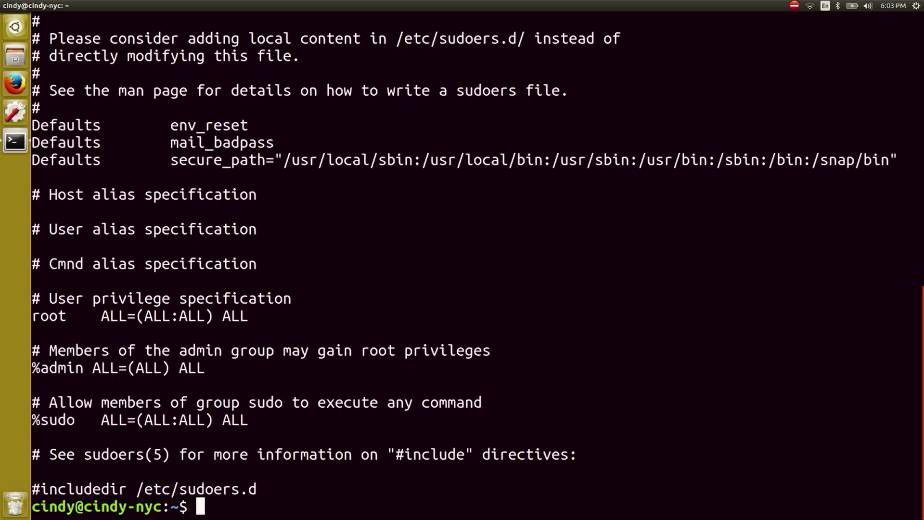 cindy@cindy-nyc: ~
En
6:03 PM
#
# Please consider adding local content in /etc/sudoers.d/ instead of
# directly modifying this file.
#
# See the man page for details on how to write a sudoers file.
#
Defaults        env_reset
Defaults        mail_badpass
Defaults        secure_path="/usr/local/sbin:/usr/local/bin:/usr/sbin:/usr/bin:/sbin:/bin:/snap/bin"
# Host alias specification
# User alias specification
# Cmnd alias specification
# User privilege specification
root    ALL=(ALL:ALL) ALL
# Members of the admin group may gain root privileges
%admin ALL=(ALL) ALL
# Allow members of group sudo to execute any command
%sudo   ALL=(ALL:ALL) ALL
# See sudoers(5) for more information on "#include" directives:
#includedir /etc/sudoers.d
cindy@cindy-nyc:~$